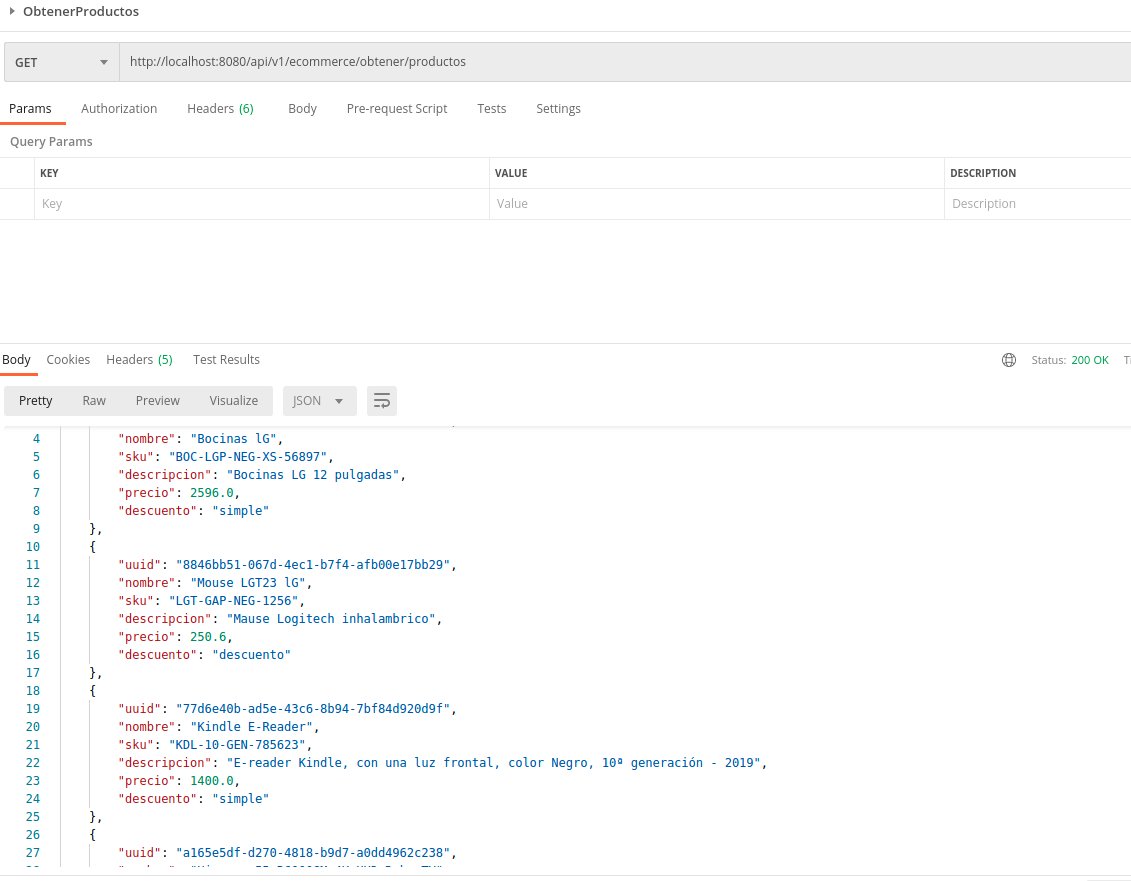 ObtenerProductos
GET http://localhost:8080/api/v1/ecommerce/obtener/productos
Params Authorization Headers (6) Body Pre-request Script Tests Settings
Query Params
KEY VALUE DESCRIPTION
Key Value Description
Body Cookies Headers (5) Test Results Status: 200 OK
Pretty Raw Preview Visualize JSON
4 "nombre": "Bocinas lG",
5 "sku": "BOC-LGP-NEG-XS-56897",
6 "descripcion": "Bocinas LG 12 pulgadas",
7 "precio": 2596.0,
8 "descuento": "simple"
9 },
10 {
11 "uuid": "8846bb51-067d-4ec1-b7f4-afb00e17bb29",
12 "nombre": "Mouse LGT23 lG",
13 "sku": "LGT-GAP-NEG-1256",
14 "descripcion": "Mause Logitech inhalambrico",
15 "precio": 250.6,
16 "descuento": "descuento"
17 },
18 {
19 "uuid": "77d6e40b-ad5e-43c6-8b94-7bf84d920d9f",
20 "nombre": "Kindle E-Reader",
21 "sku": "KDL-10-GEN-785623",
22 "descripcion": "E-reader Kindle, con una luz frontal, color Negro, 10ª generación - 2019",
23 "precio": 1400.0,
24 "descuento": "simple"
25 },
26 {
27 "uuid": "a165e5df-d270-4818-b9d7-a0dd4962c238",